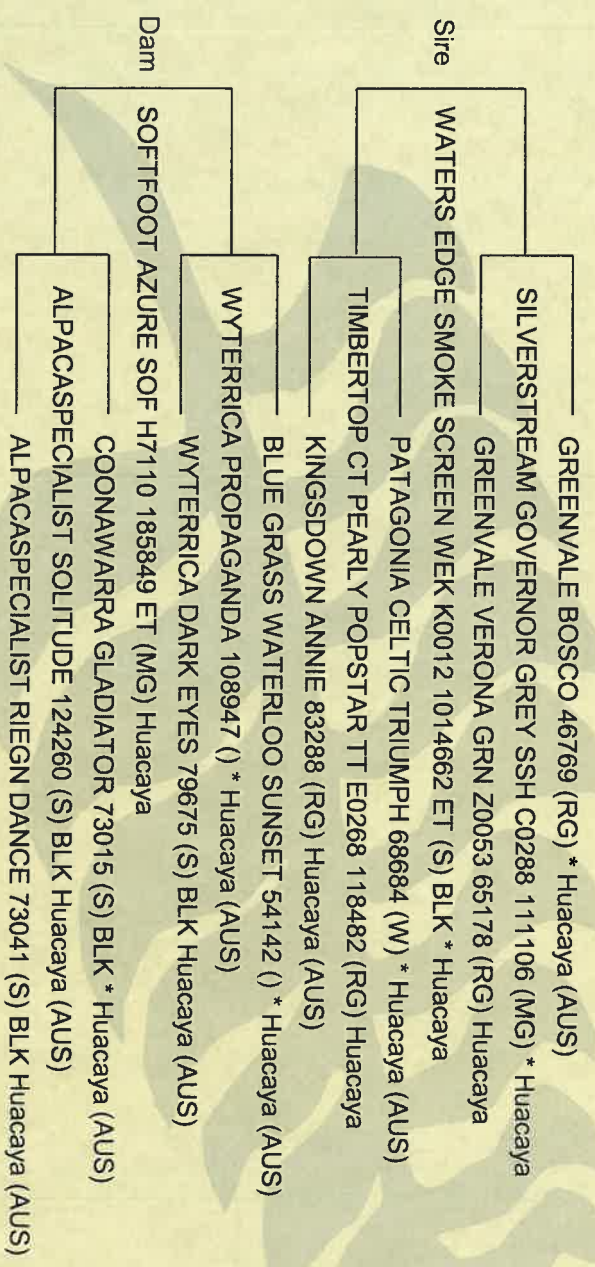 GREENVALE BOSCO 46769 (RG) * Huacaya (AUS)
SILVERSTREAM GOVERNOR GREY SSH C0288 111106 (MG) * Huacaya
GREENVALE VERONA GRN Z0053 65178 (RG) Huacaya
Sire WATERS EDGE SMOKE SCREEN WEK K0012 1014662 ET (S) BLK * Huacaya
PATAGONIA CELTIC TRIUMPH 68684 (W) * Huacaya (AUS)
TIMBERTOP CT PEARLY POPSTAR TT E0268 118482 (RG) Huacaya
KINGSDOWN ANNIE 83288 (RG) Huacaya (AUS)
BLUE GRASS WATERLOO SUNSET 54142 () * Huacaya (AUS)
WYTERRICA PROPAGANDA 108947 () * Huacaya (AUS)
WYTERRICA DARK EYES 79675 (S) BLK Huacaya (AUS)
Dam SOFTFOOT AZURE SOF H7110 185849 ET (MG) Huacaya
COONAWARRA GLADIATOR 73015 (S) BLK * Huacaya (AUS)
ALPACASPECIALIST SOLITUDE 124260 (S) BLK Huacaya (AUS)
ALPACASPECIALIST RIEGN DANCE 73041 (S) BLK Huacaya (AUS)